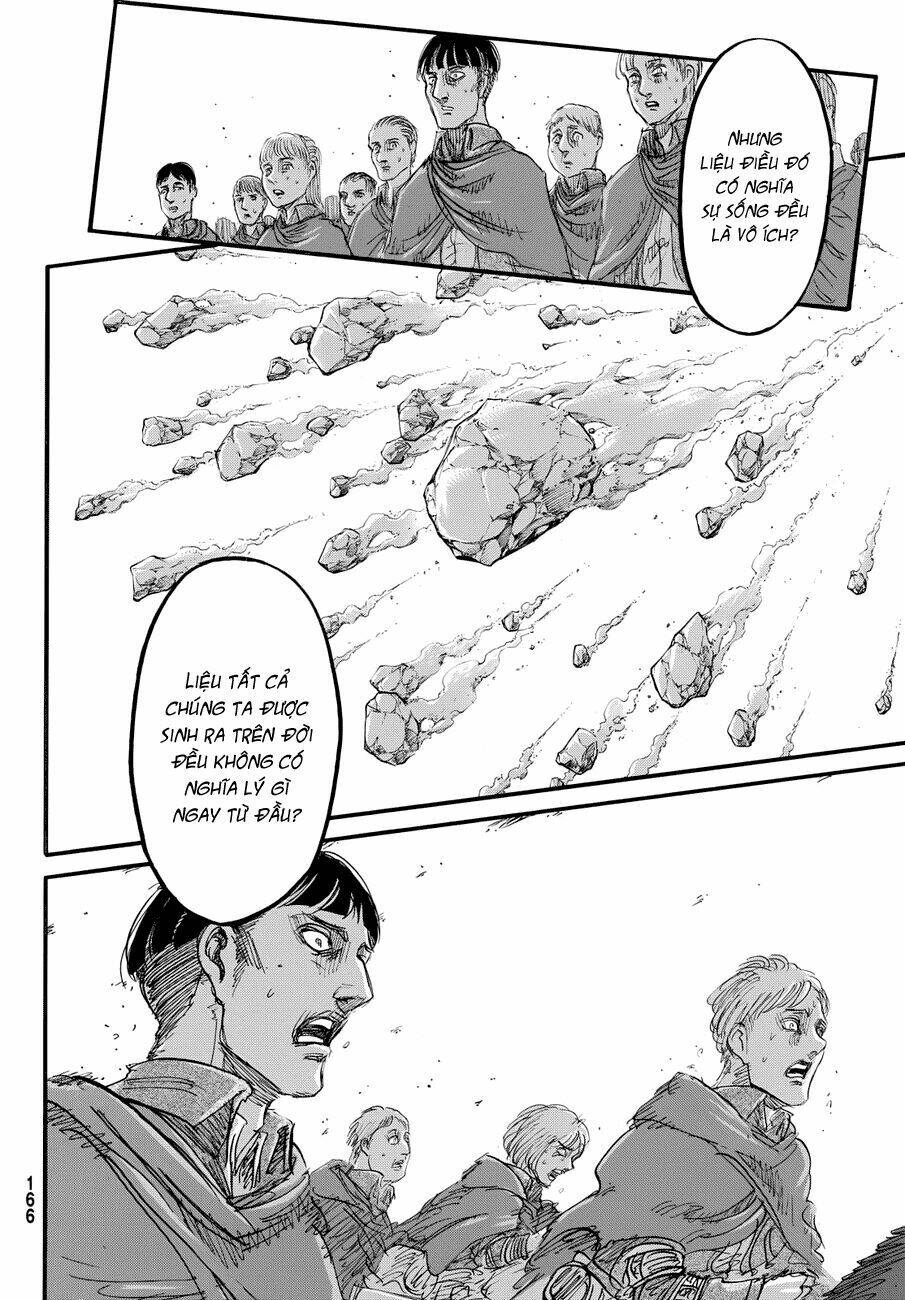 NHƯNG
LIỆU ĐIỀU ĐÓ
CÓ NGHĨA
SỰ SỐNG ĐỀU
LÀ VÔ ÍCH?
LIỆU TẤT CẢ
CHÚNG TA ĐƯỢC
SINH RA TRÊN ĐỜI
ĐỀU KHÔNG CÓ
NGHĨA LÝ GÌ
NGAY TỪ ĐẦU?
166